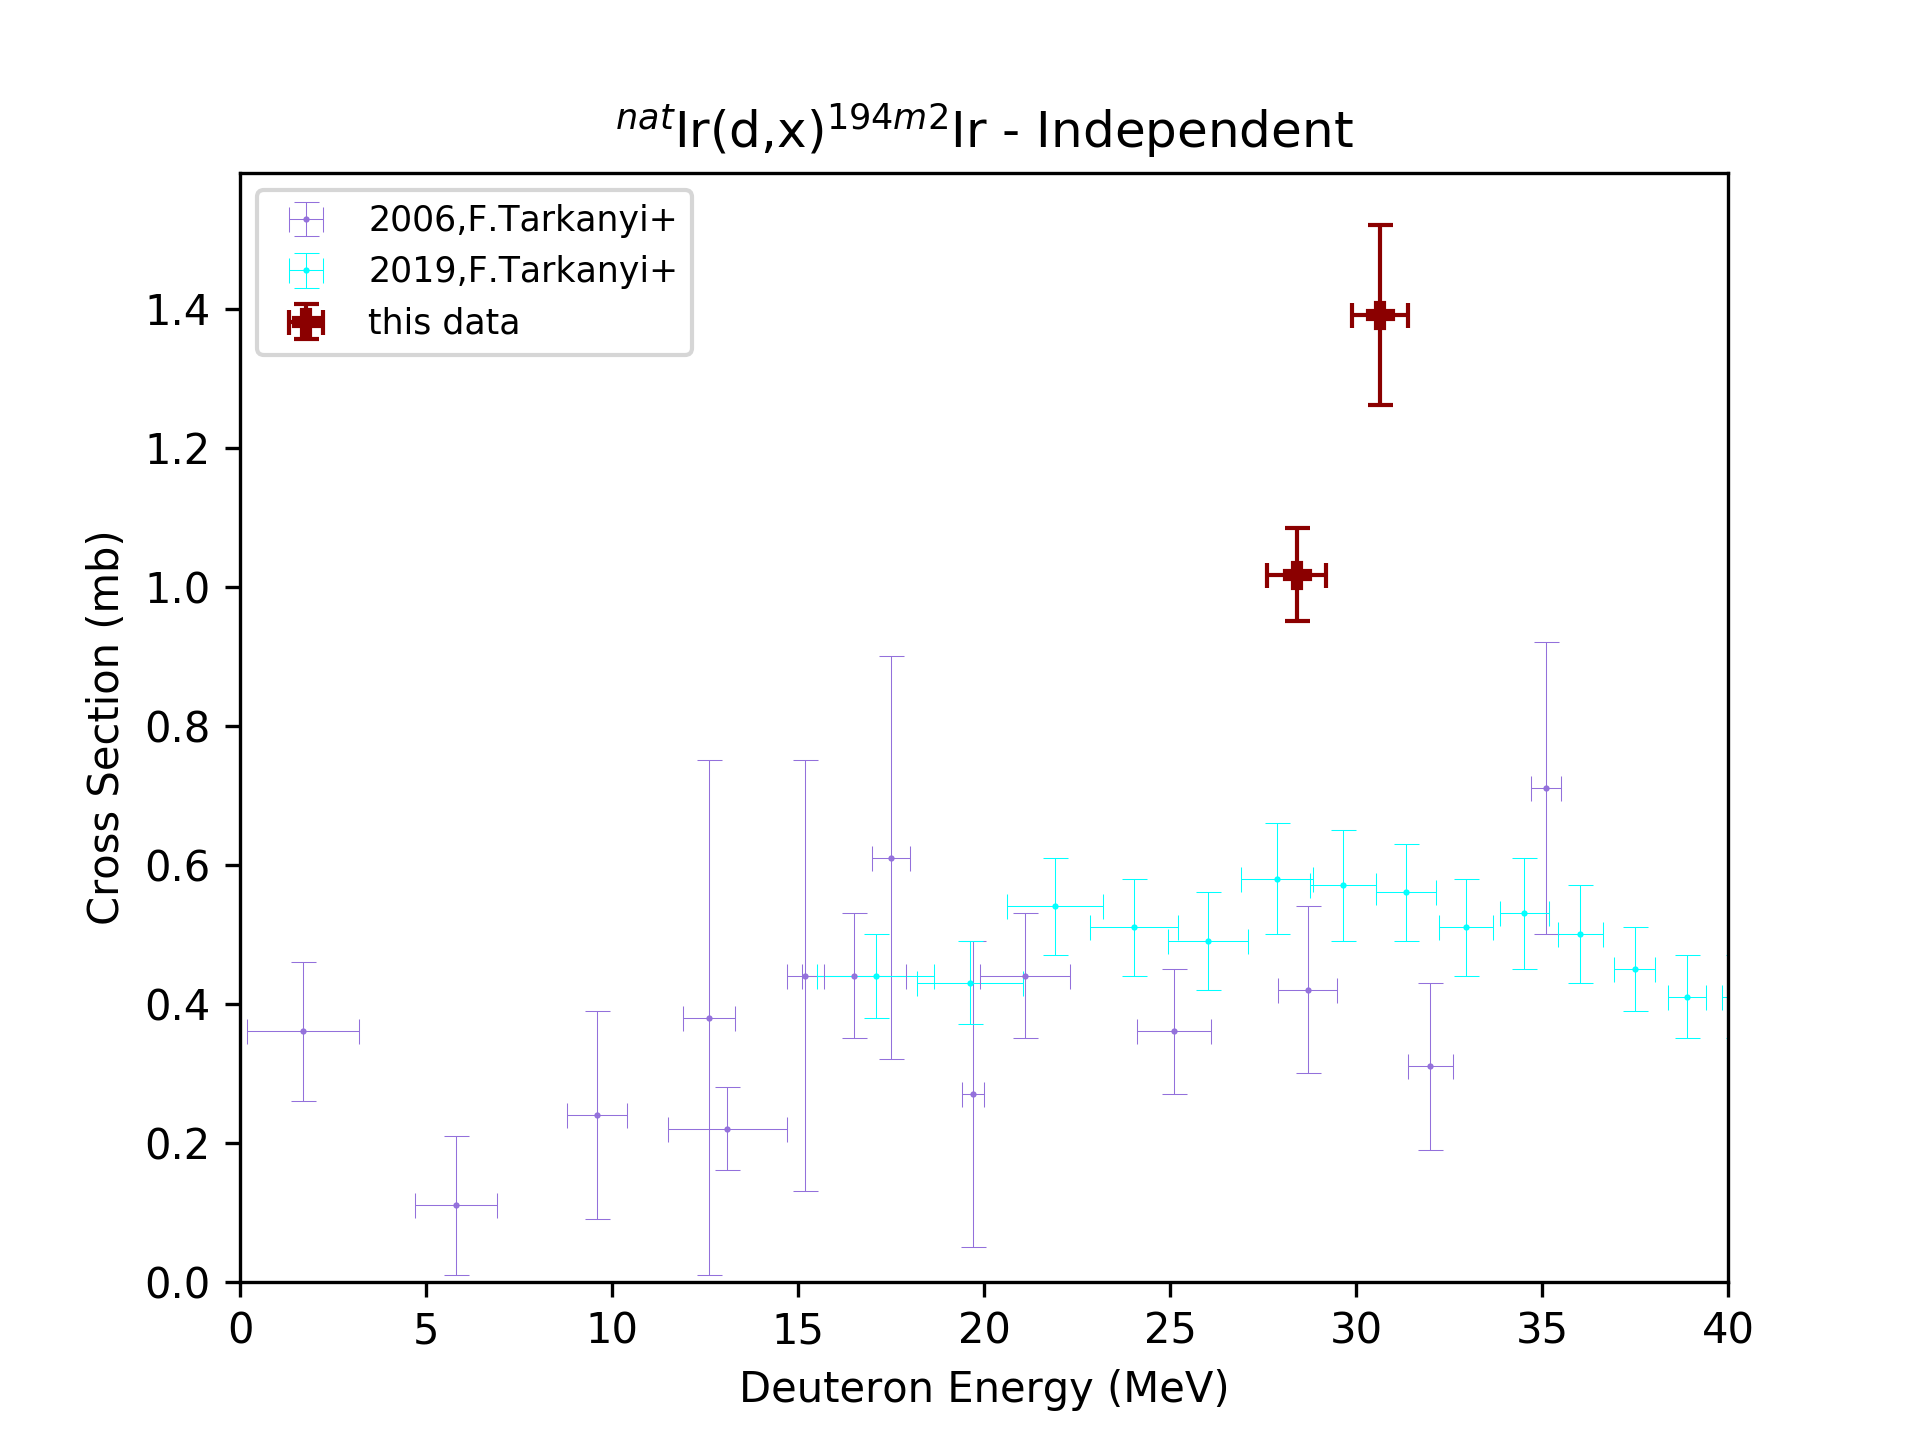 natIr(d,x)194m2Ir - Independent
2006,F.Tarkanyi+
2019,F.Tarkanyi+
this data
Cross Section (mb)
1.4
1.2
1.0
0.8
0.6
0.4
0.2
0.0
0 5 10 15 20 25 30 35 40
Deuteron Energy (MeV)